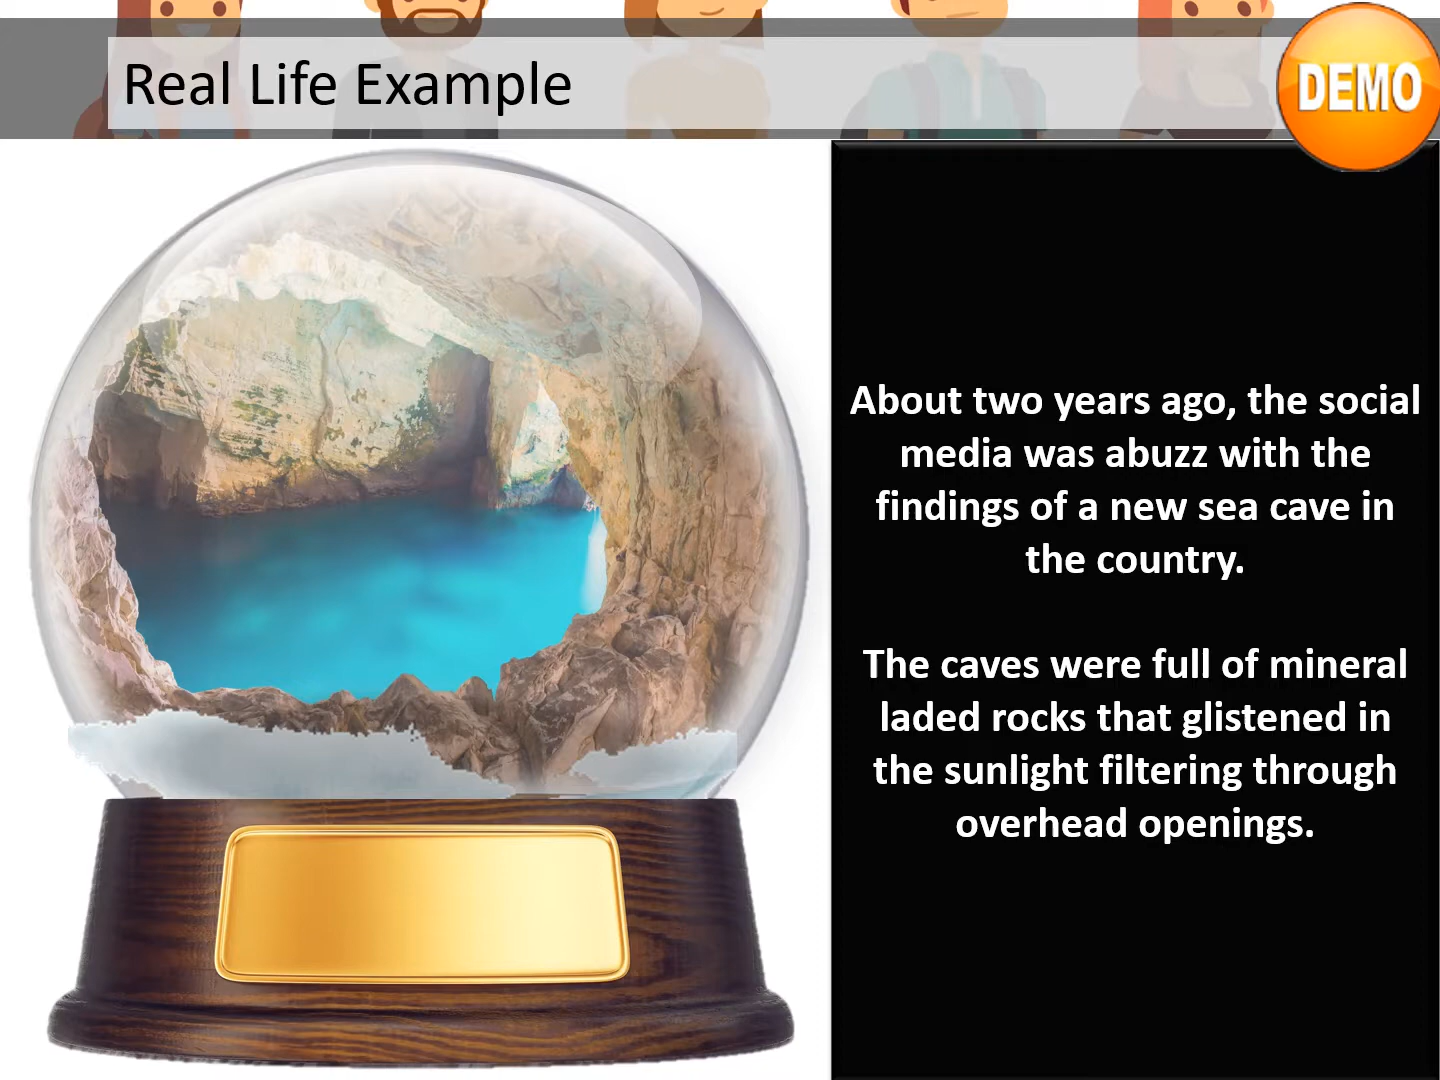 Real Life Example
DEMO
About two years ago, the social
media was abuzz with the
findings of a new sea cave in
the country.
The caves were full of mineral
laded rocks that glistened in
the sunlight filtering through
overhead openings.